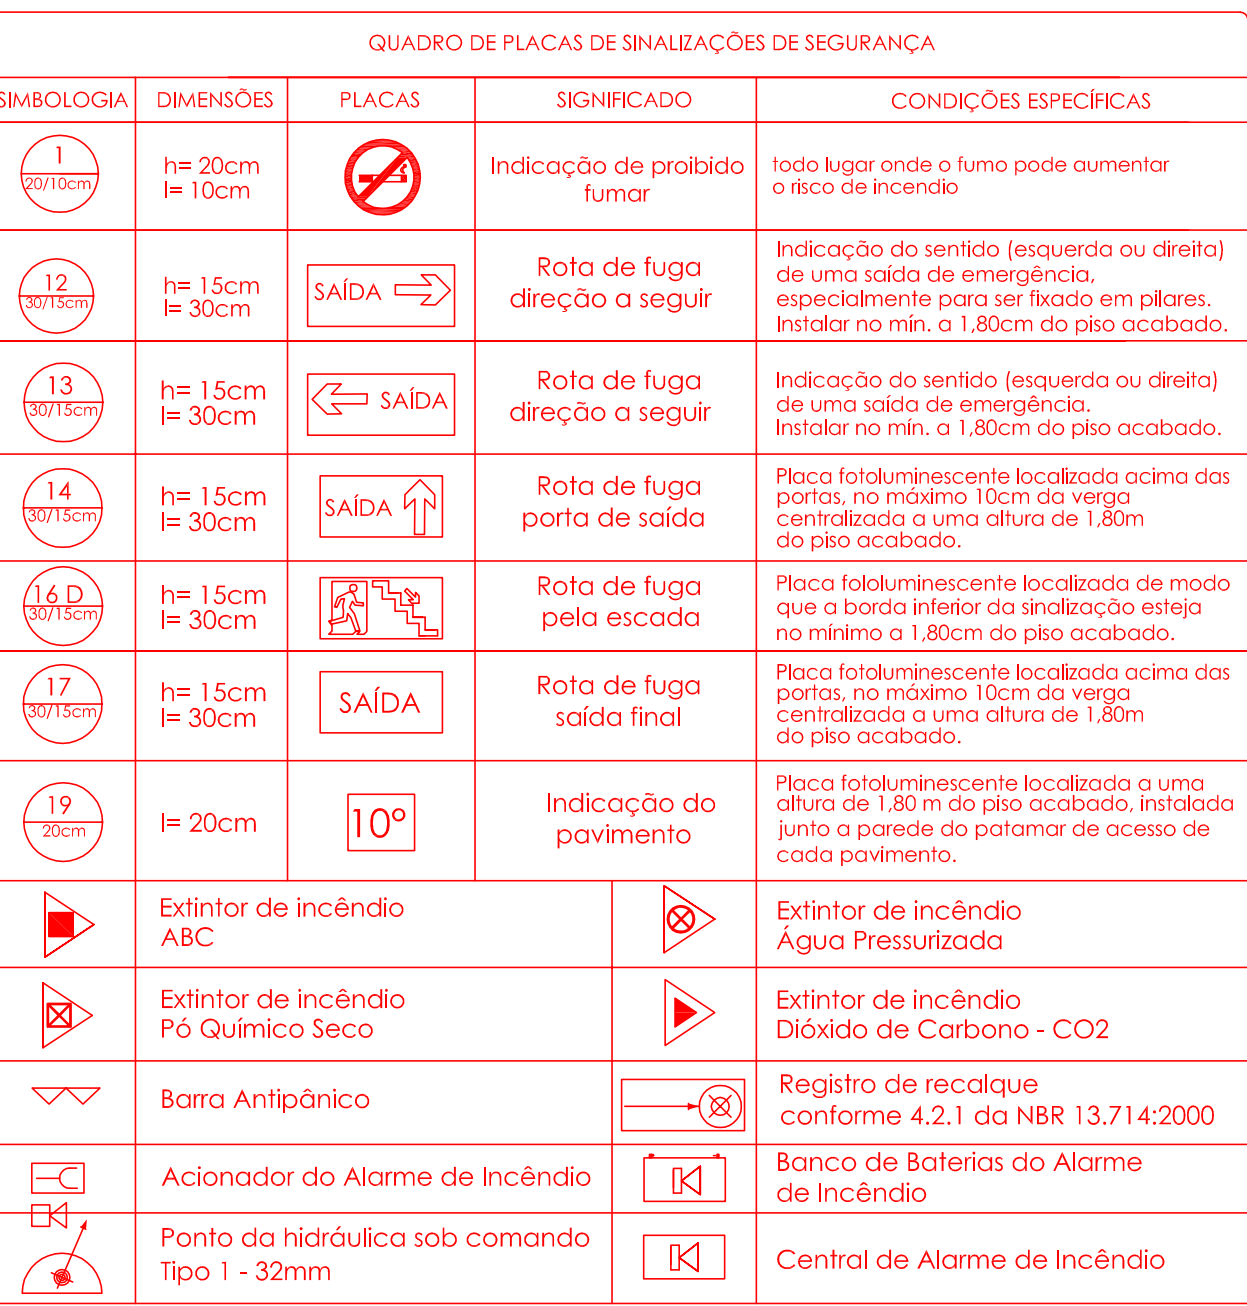 QUADRO DE PLACAS DE SINALIZAÇÕES DE SEGURANÇA
SIMBOLOGIA
DIMENSÕES
PLACAS
SIGNIFICADO
CONDIÇÕES ESPECÍFICAS
1
20/10cm
h= 20cm
l= 10cm
Indicação de proibido
fumar
todo lugar onde o fumo pode aumentar
o risco de incendio
12
30/15cm
h= 15cm
l= 30cm
SAÍDA
Rota de fuga
direção a seguir
Indicação do sentido (esquerda ou direita)
de uma saída de emergência,
especialmente para ser fixado em pilares.
Instalar no mín. a 1,80cm do piso acabado.
13
30/15cm
h= 15cm
l= 30cm
SAÍDA
Rota de fuga
direção a seguir
Indicação do sentido (esquerda ou direita)
de uma saída de emergência.
Instalar no mín. a 1,80cm do piso acabado.
14
30/15cm
h= 15cm
l= 30cm
SAÍDA
Rota de fuga
porta de saída
Placa fotoluminescente localizada acima das
portas, no máximo 10cm da verga
centralizada a uma altura de 1,80m
do piso acabado.
16 D
30/15cm
h= 15cm
l= 30cm
Rota de fuga
pela escada
Placa fololuminescente localizada de modo
que a borda inferior da sinalização esteja
no mínimo a 1,80cm do piso acabado.
17
30/15cm
h= 15cm
l= 30cm
SAÍDA
Rota de fuga
saída final
Placa fotoluminescente localizada acima das
portas, no máximo 10cm da verga
centralizada a uma altura de 1,80m
do piso acabado.
19
20cm
l= 20cm
10º
Indicação do
pavimento
Placa fotoluminescente localizada a uma
altura de 1,80 m do piso acabado, instalada
junto a parede do patamar de acesso de
cada pavimento.
Extintor de incêndio
ABC
Extintor de incêndio
Água Pressurizada
Extintor de incêndio
Pó Químico Seco
Extintor de incêndio
Dióxido de Carbono - CO2
Barra Antipânico
Registro de recalque
conforme 4.2.1 da NBR 13.714:2000
Acionador do Alarme de Incêndio
Banco de Baterias do Alarme
de Incêndio
Ponto da hidráulica sob comando
Tipo 1 - 32mm
Central de Alarme de Incêndio